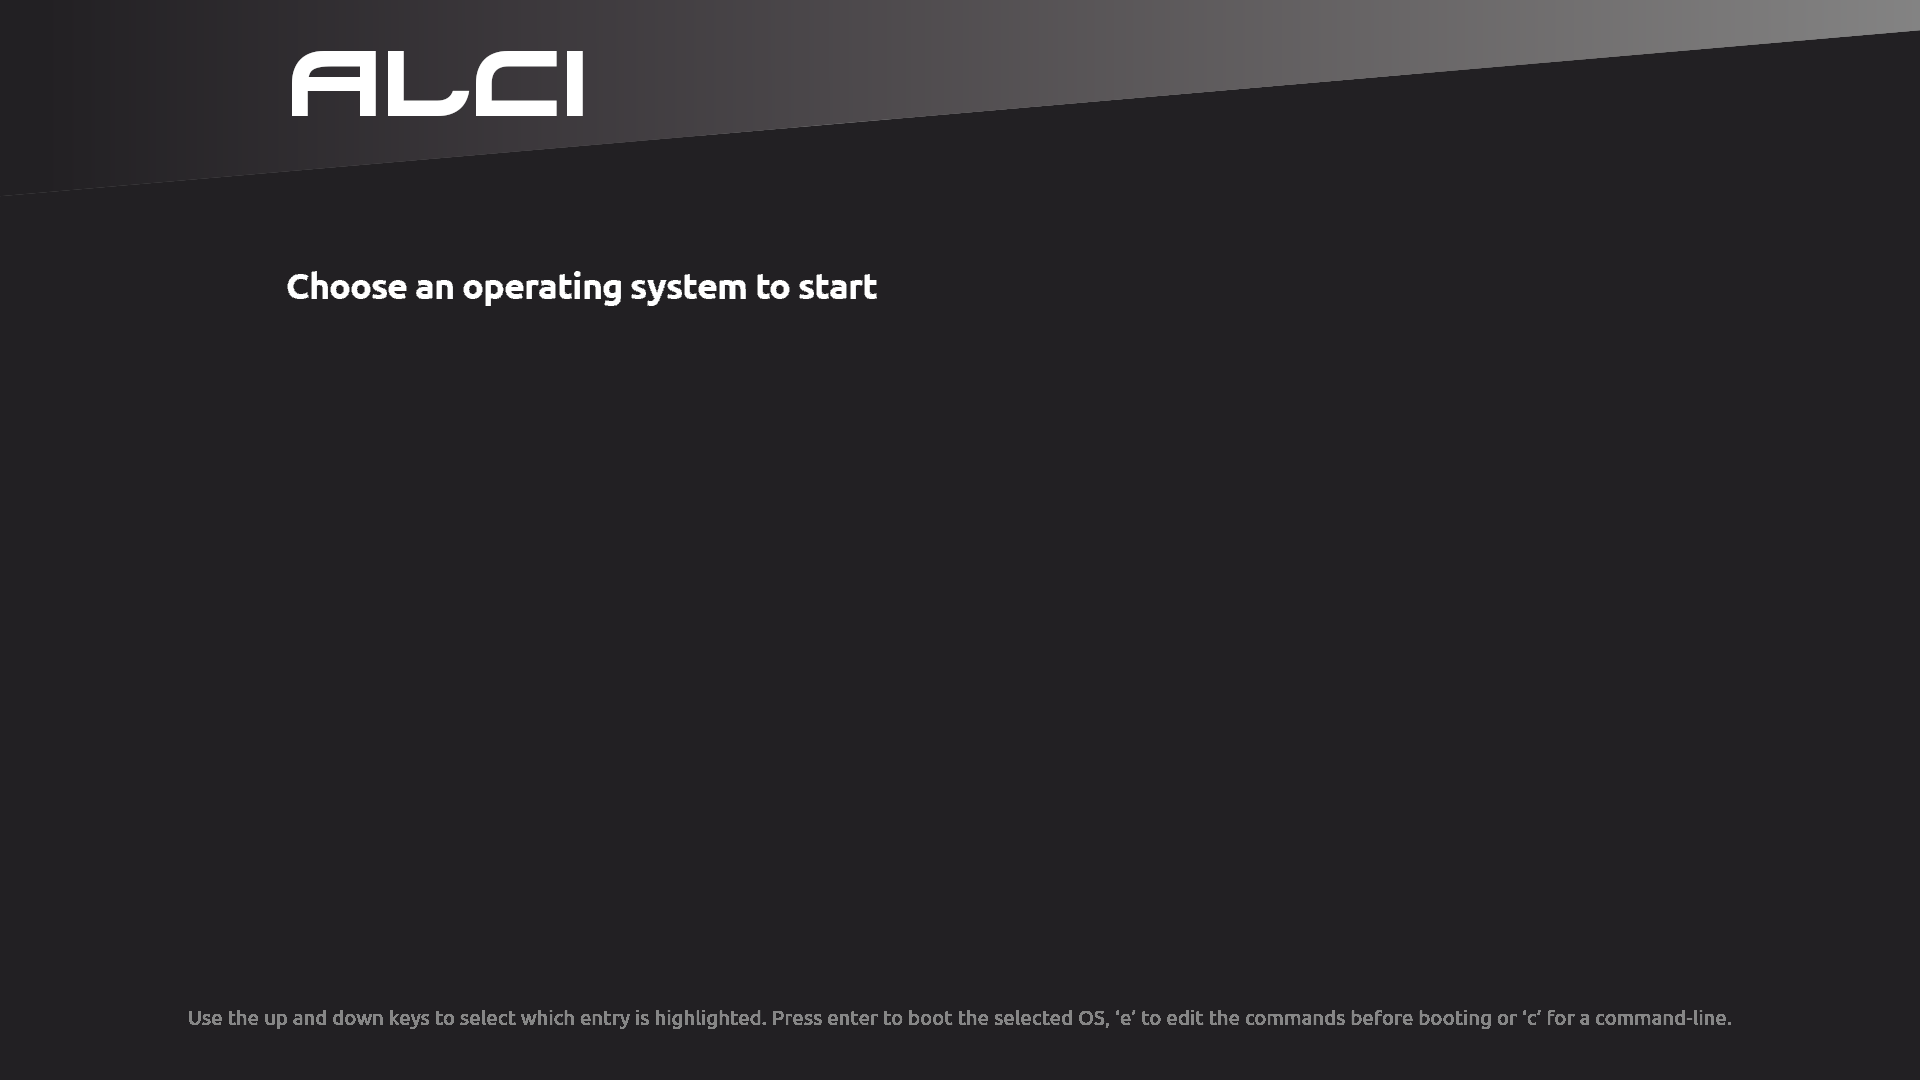 ALCI
Choose an operating system to start
Use the up and down keys to select which entry is highlighted. Press enter to boot the selected OS, ‘e’ to edit the commands before booting or ‘c’ for a command-line.